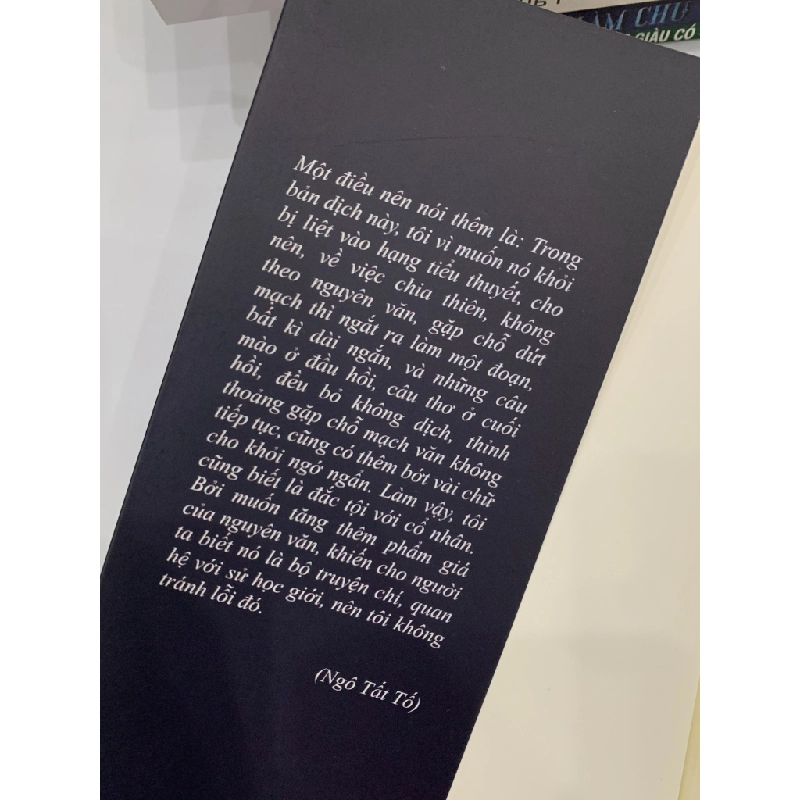 TÂM CHU
GIÀU CÓ
Một điều nên nói thêm là: Trong
bản dịch này, tôi vì muốn nó khỏi
bị liệt vào hạng tiểu thuyết, cho
nên, về việc chia thiên, không
theo nguyên văn, gặp chỗ dứt
mạch thì ngắt ra làm một đoạn,
bất kì dài ngắn, và những câu
mào ở đầu hồi, câu thơ ở cuối
hồi, đều bỏ không dịch, thỉnh
thoảng gặp chỗ mạch văn không
tiếp tục, cũng có thêm bớt vài chữ
cho khỏi ngớ ngẩn. Làm vậy, tôi
cũng biết là đắc tội với cổ nhân.
Bởi muốn tăng thêm phẩm giá
của nguyên văn, khiến cho người
ta biết nó là bộ truyện chí, quan
hệ với sử học giới, nên tôi không
tránh lỗi đó.
(Ngô Tất Tố)